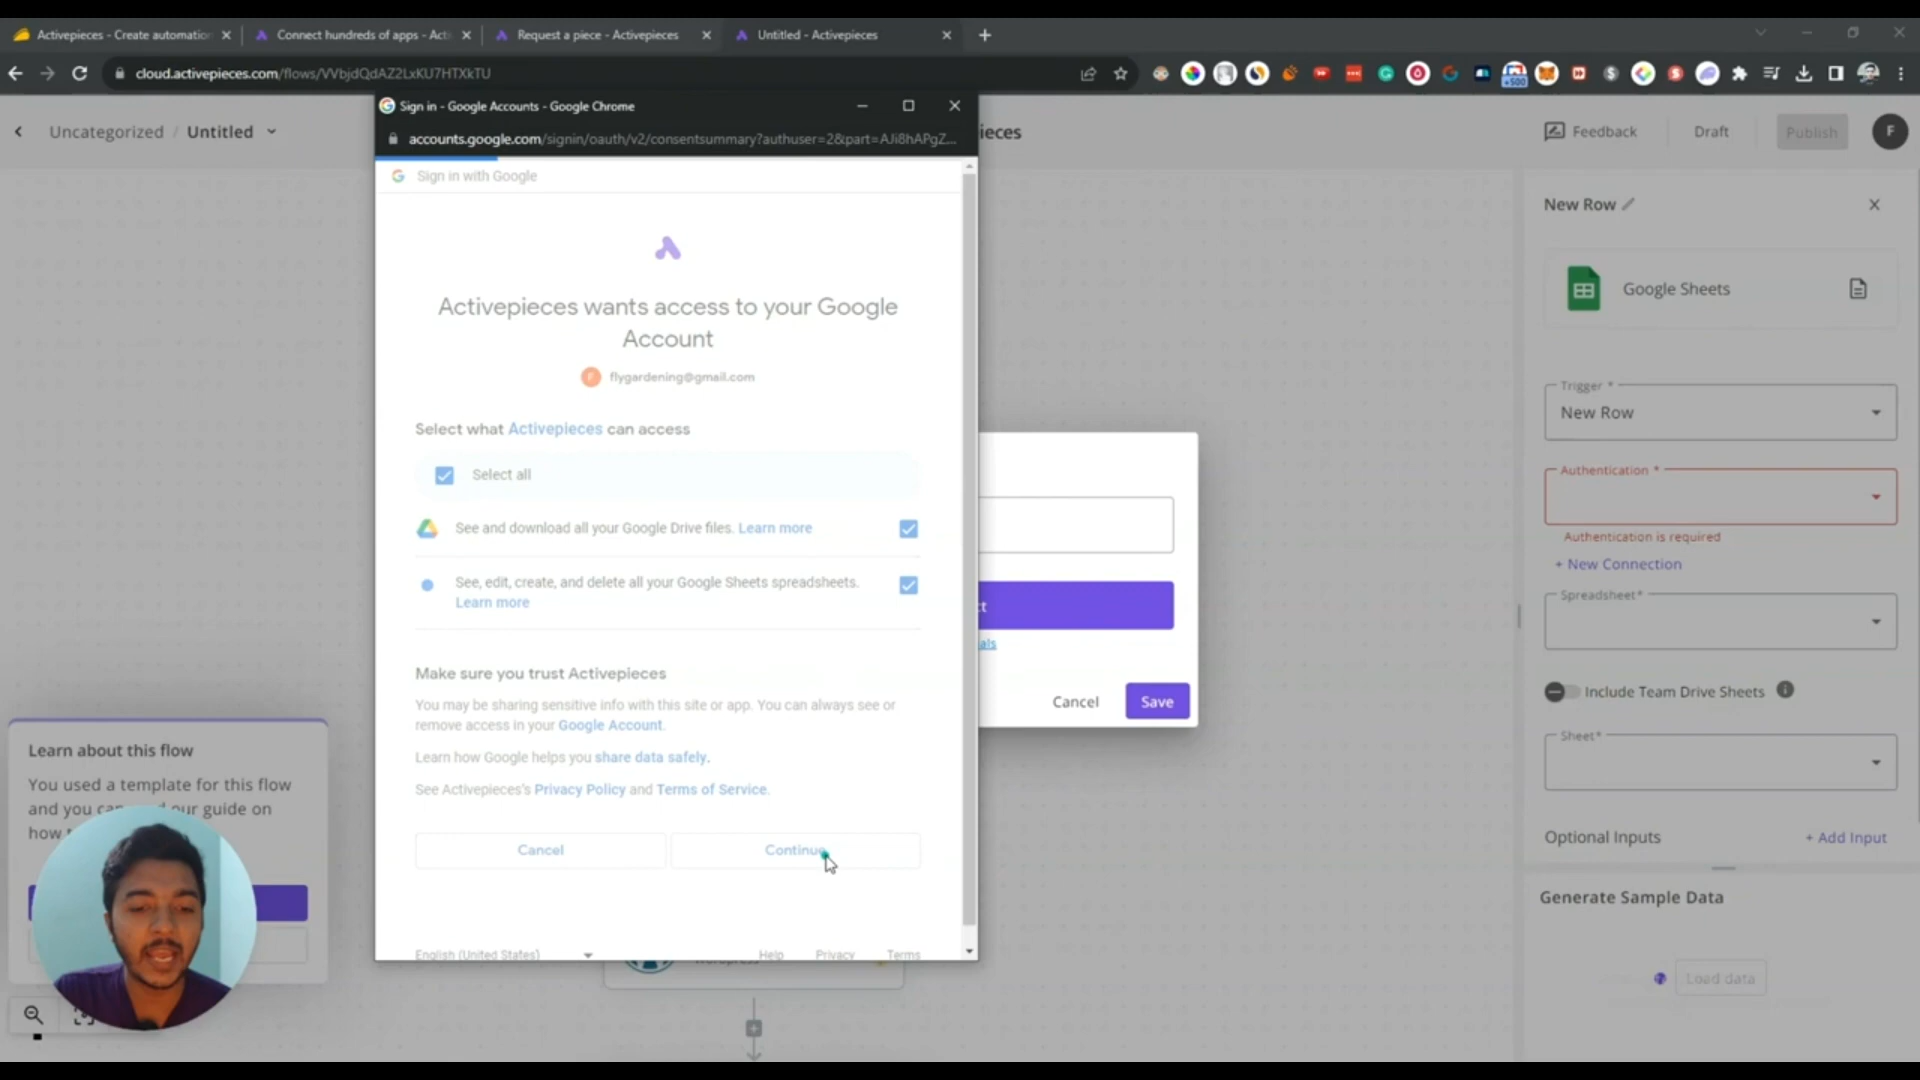 Activepieces - Create automation
Connect hundreds of apps - Acti
Request a piece - Activepieces
Untitled - Activepieces
cloud.activepieces.com/flows/VVbjdQdAZ2LxKU7HTXkTU
+500
Sign in - Google Accounts - Google Chrome
accounts.google.com/signin/oauth/v2/consentsummary?authuser=2&part=AJi8hAPgZ...
Uncategorized / Untitled
ieces
Feedback
Draft
Publish
F
Sign in with Google
Activepieces wants access to your Google
Account
F flygardening@gmail.com
Select what Activepieces can access
Select all
See and download all your Google Drive files. Learn more
See, edit, create, and delete all your Google Sheets spreadsheets.
Learn more
Make sure you trust Activepieces
You may be sharing sensitive info with this site or app. You can always see or
remove access in your Google Account.
Learn how Google helps you share data safely.
See Activepieces's Privacy Policy and Terms of Service.
Cancel
Continue
English (United States)
Help
Privacy
Terms
ct
als
Cancel
Save
New Row
Google Sheets
Trigger *
New Row
Authentication *
Authentication is required
+ New Connection
Spreadsheet*
Include Team Drive Sheets
Sheet*
Optional Inputs
+ Add Input
Generate Sample Data
Load data
Learn about this flow
You used a template for this flow
and you can our guide on
how